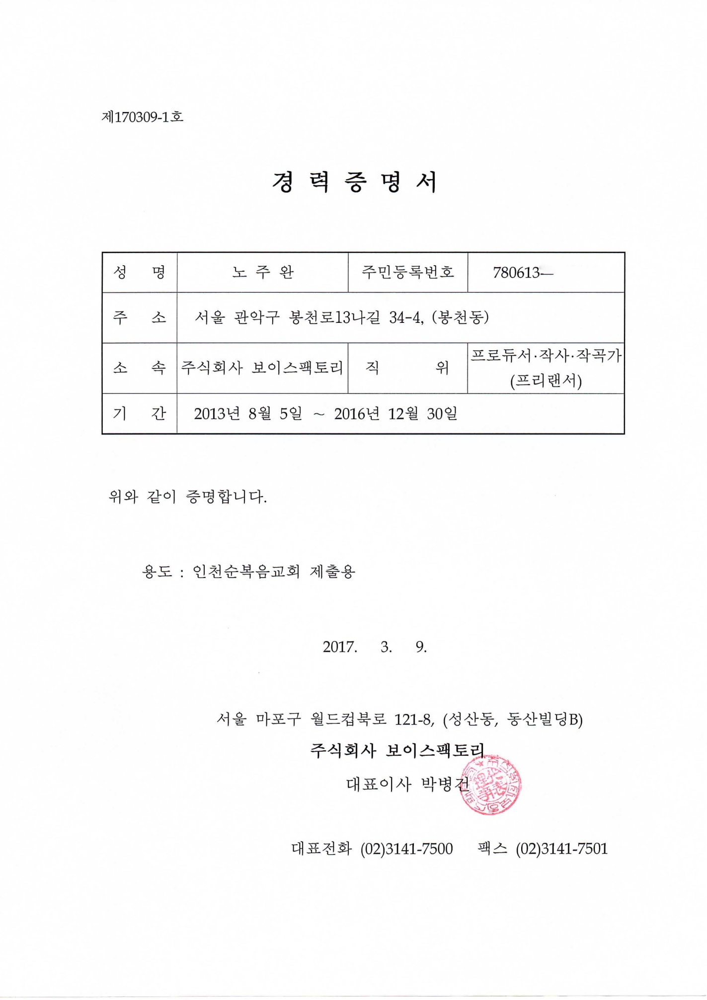 제170309-1호
경 력 증 명 서
성 명 노 주 완 주민등록번호 780613-
주 소 서울 관악구 봉천로13나길 34-4, (봉천동)
소 속 주식회사 보이스팩토리 직 위 프로듀서·작사·작곡가
(프리랜서)
기 간 2013년 8월 5일 ~ 2016년 12월 30일
위와 같이 증명합니다.
용도 : 인천순복음교회 제출용
2017. 3. 9.
서울 마포구 월드컵북로 121-8, (성산동, 동산빌딩B)
주식회사 보이스팩토리
대표이사 박병건
대표전화 (02)3141-7500 팩스 (02)3141-7501